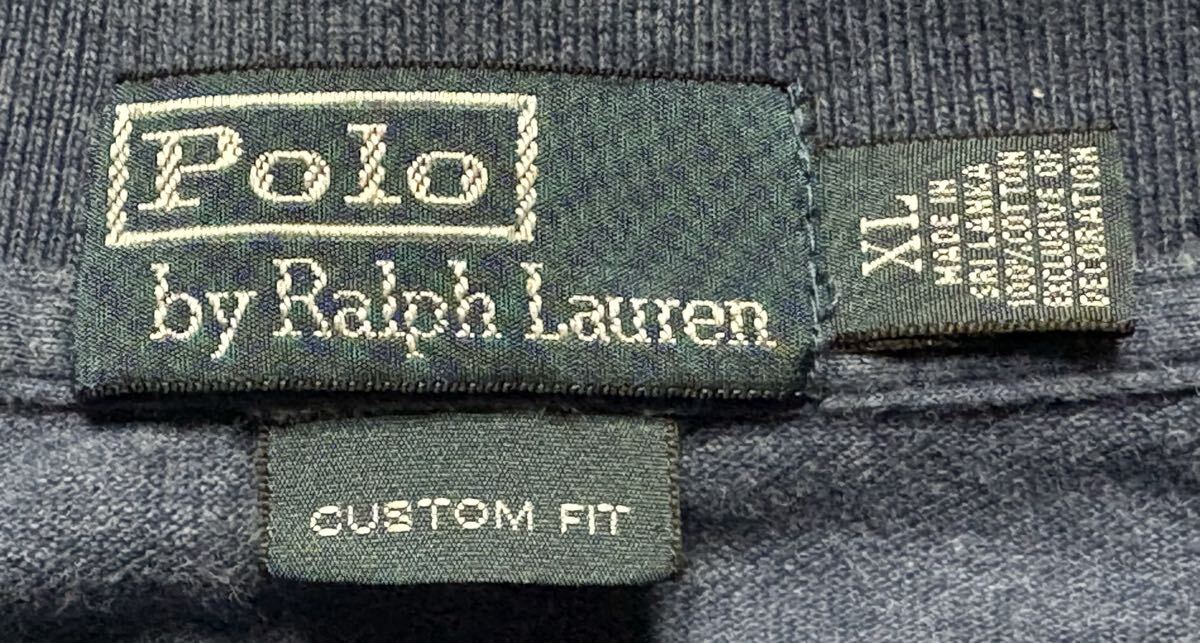 Polo
by Ralph Lauren
XL
MADE IN
SRI LANKA
100% COTTON
EXCLUSIVE OF
DECORATION
CUSTOM FIT